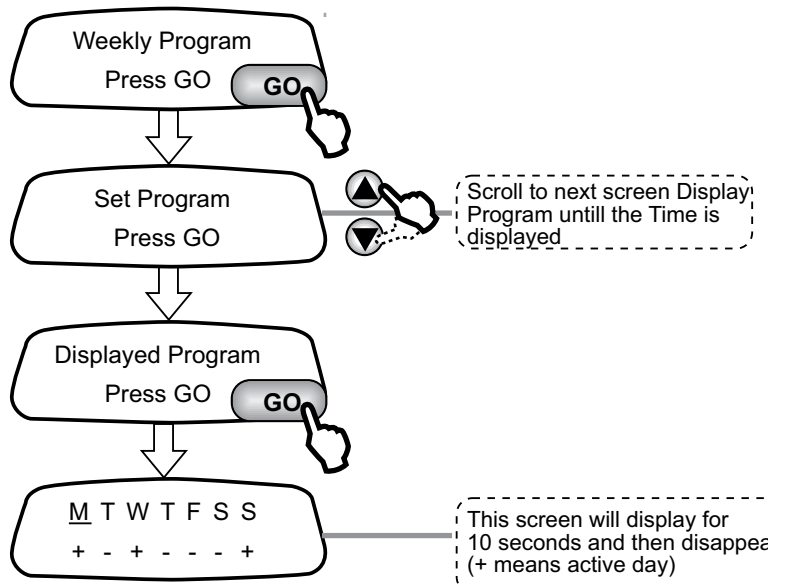 Weekly Program
Press GO
GO
Set Program
Press GO
Scroll to next screen Display
Program untill the Time is
displayed
Displayed Program
Press GO
GO
M T W T F S S
+ - + - - - +
This screen will display for
10 seconds and then disappea
(+ means active day)